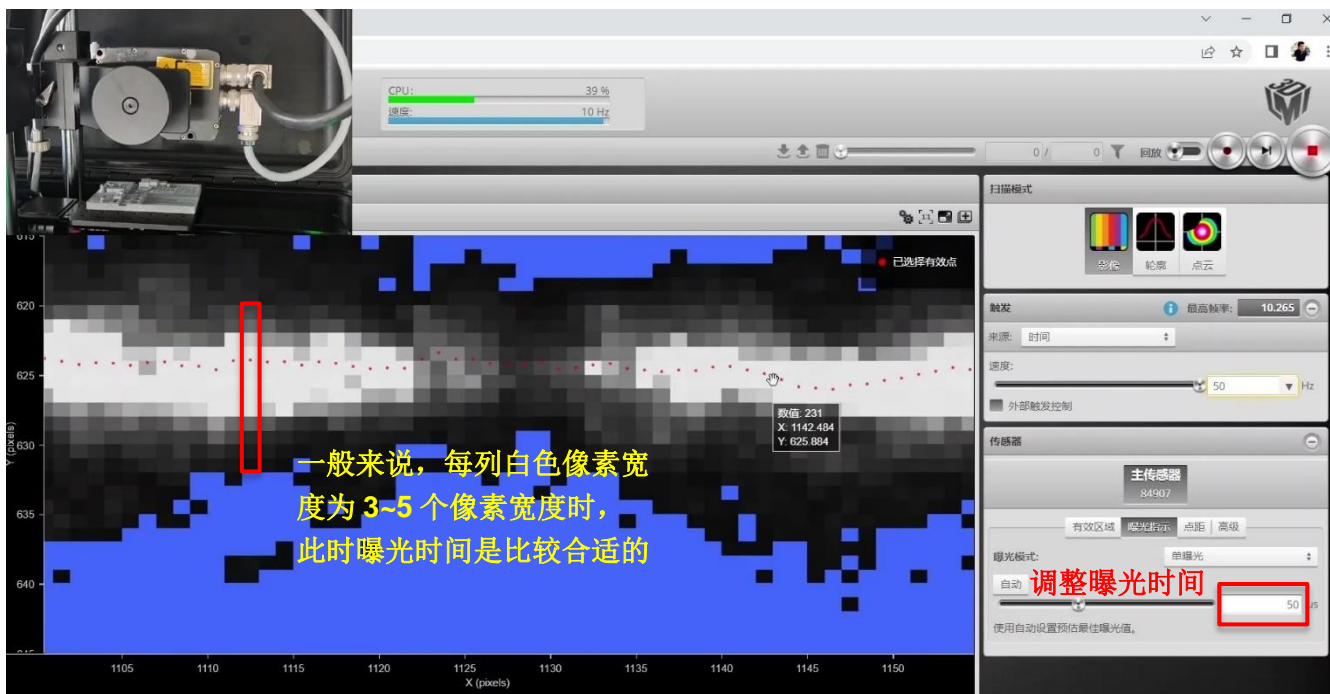 CPU:
39 %
速度:
10 Hz
0 /
0
回放
已选择有效点
615
620
625
630
635
640
1105
1110
1115
1120
1125
1130
1135
1140
1145
1150
X (pixels)
Y (pixels)
数值: 231
X: 1142.484
Y: 625.884
一般来说，每列白色像素宽
度为 3~5 个像素宽度时，
此时曝光时间是比较合适的
扫描模式
影像
轮廓
点云
触发
最高帧率:
10.265
来源:
时间
速度:
50
Hz
外部触发控制
传感器
主传感器
84907
有效区域
曝光指示
点距
高级
曝光模式:
单曝光
自动
调整曝光时间
50
µs
使用自动设置预估最佳曝光值。